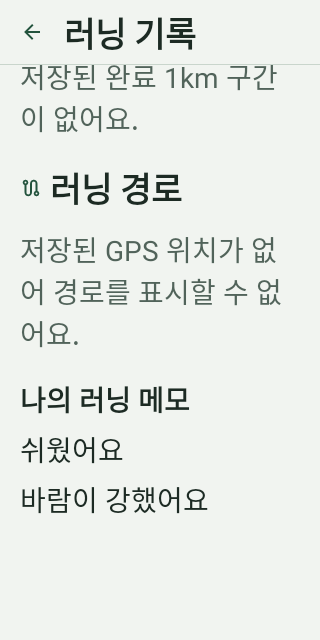 러닝 기록
저장된 완료 1km 구간
이 없어요.
러닝 경로
저장된 GPS 위치가 없
어 경로를 표시할 수 없
어요.
나의 러닝 메모
쉬웠어요
바람이 강했어요